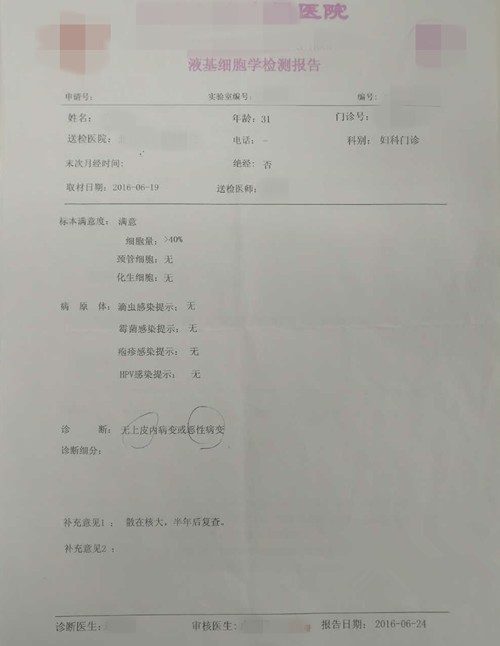 医院
液基细胞学检测报告
申请号: 实验室编号: 编号:
姓名: 年龄: 31 门诊号:
送检医院: 电话: - 科别: 妇科门诊
末次月经时间: 绝经: 否
取材日期: 2016-06-19 送检医师:
标本满意度: 满意
细胞量: >40%
颈管细胞: 无
化生细胞: 无
病 原 体: 滴虫感染提示: 无
霉菌感染提示: 无
疱疹感染提示: 无
HPV感染提示: 无
诊 断: 无上皮内病变或恶性病变
诊断细分:
补充意见1: 散在核大, 半年后复查。
补充意见2:
诊断医生: 审核医生: 报告日期: 2016-06-24